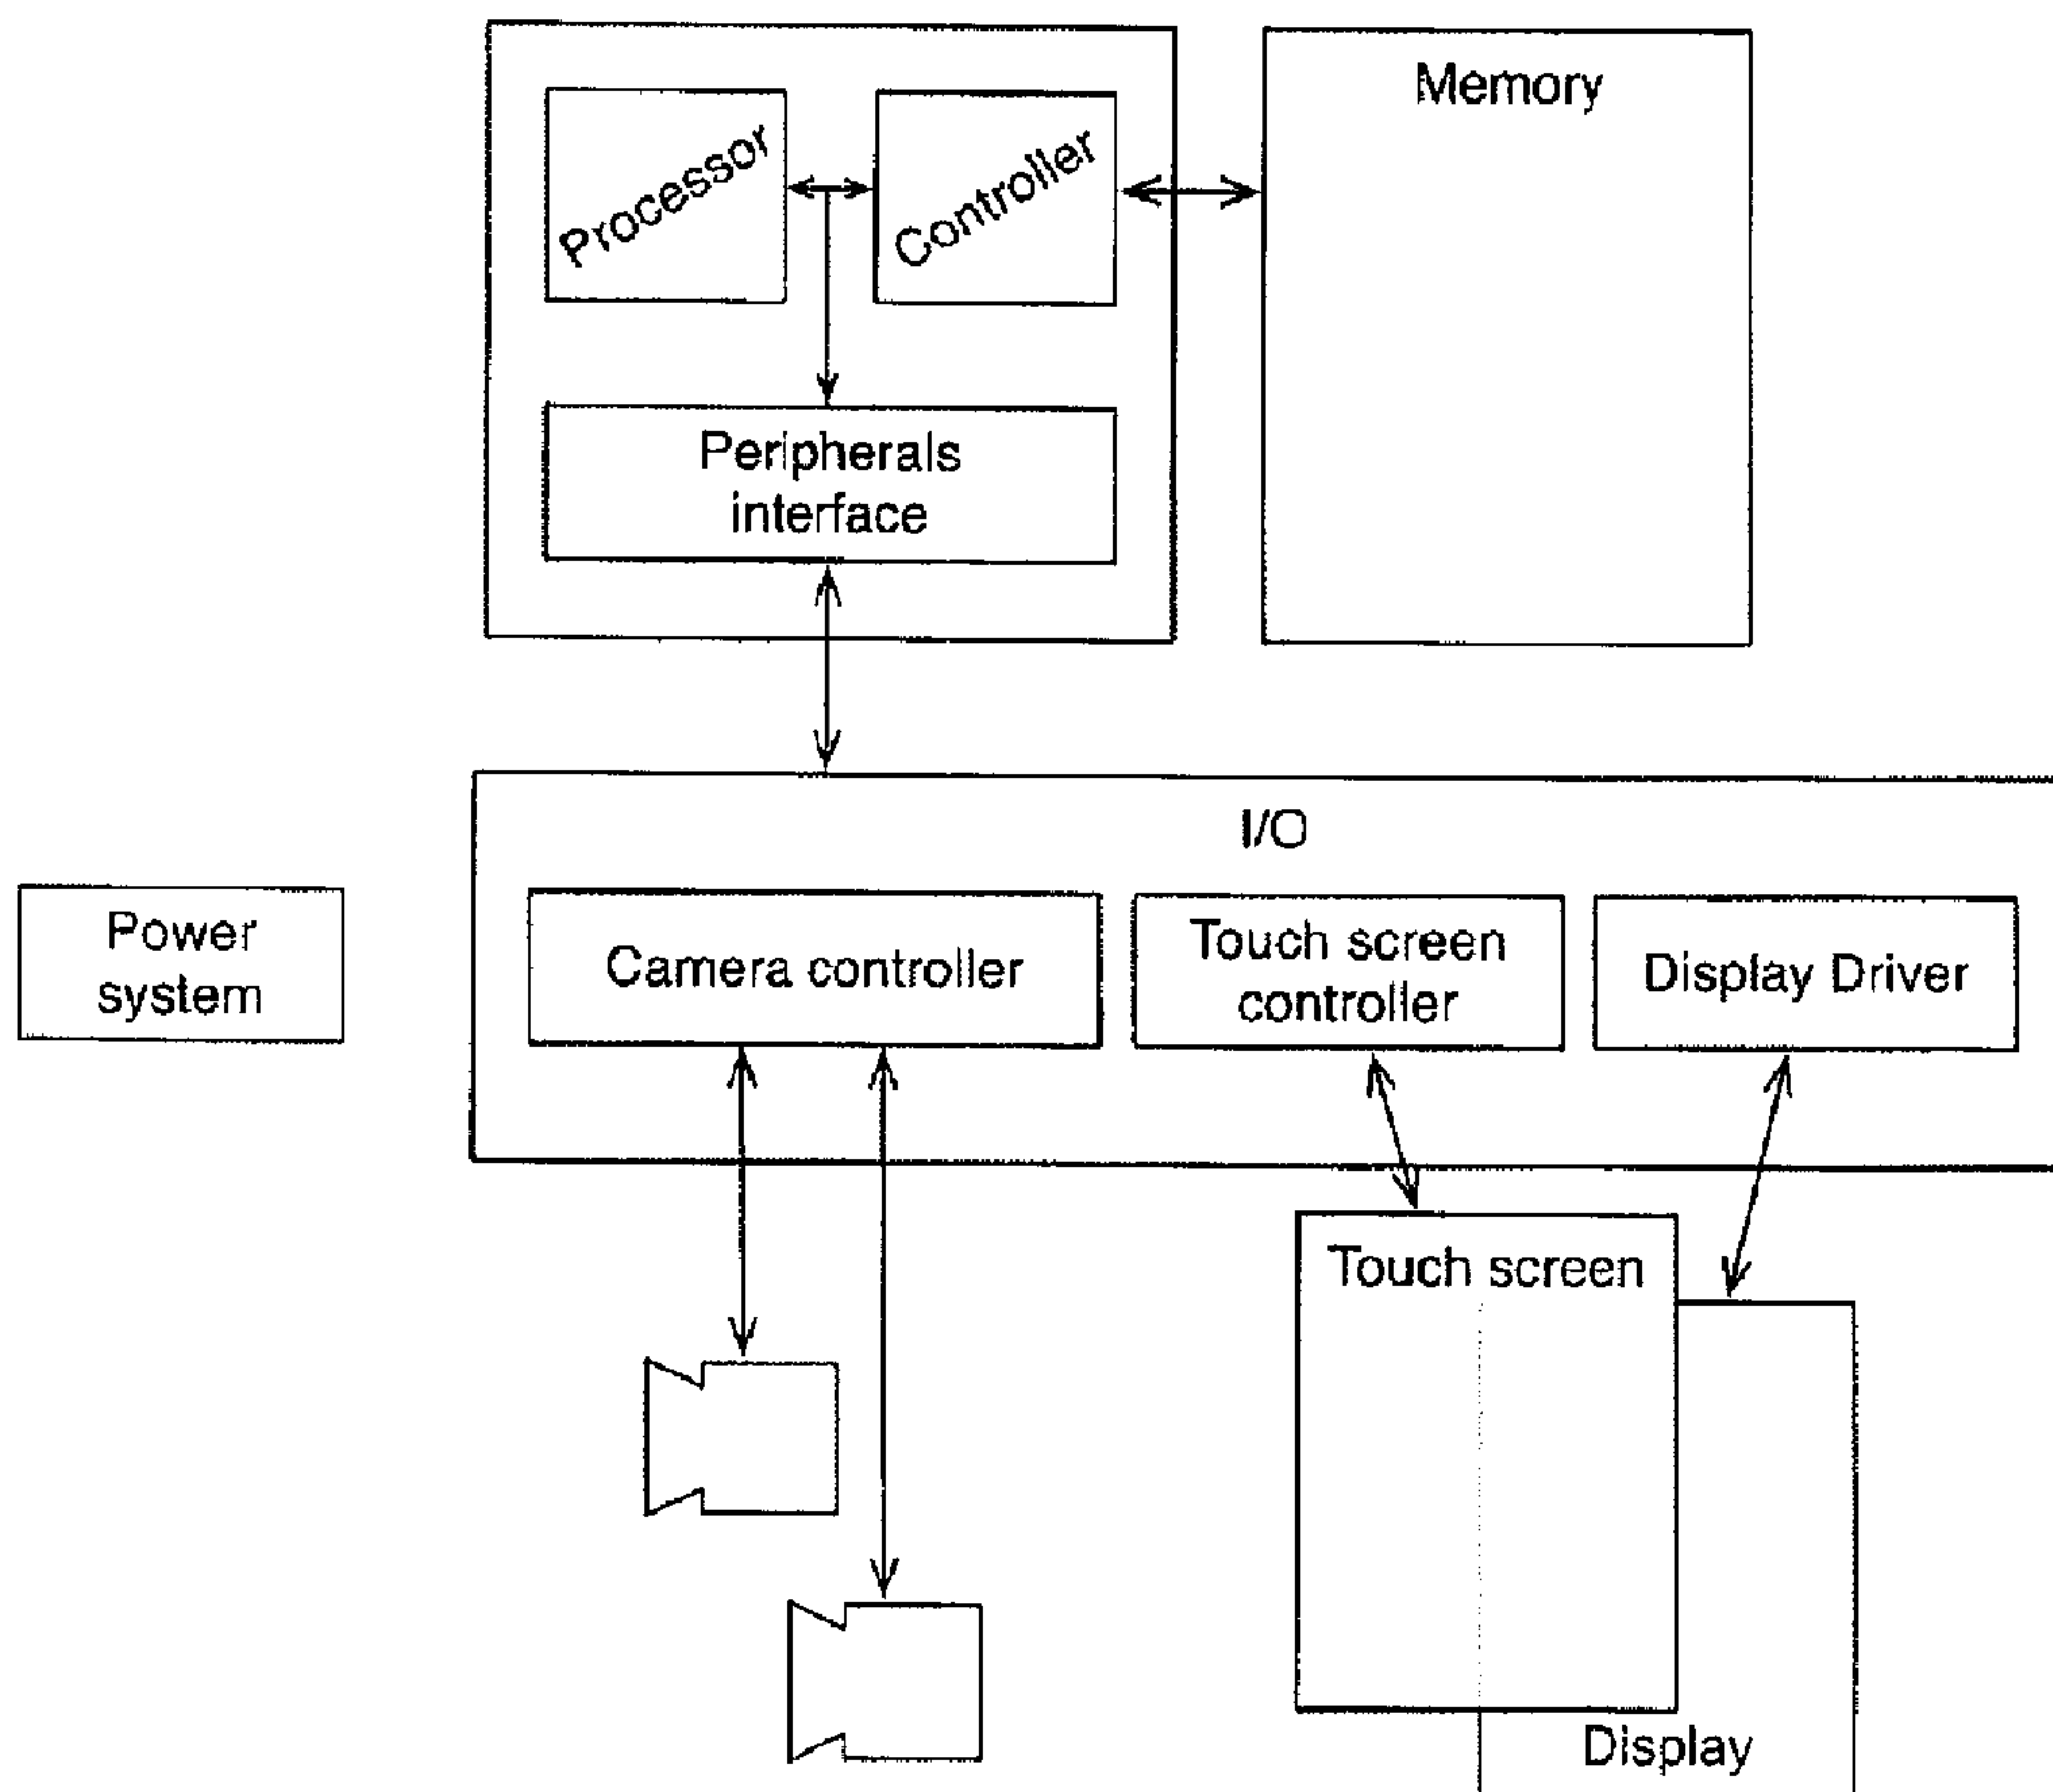 Memory
Processor
Controller
Peripherals
interface
I/O
Power
system
Camera controller
Touch screen
controller
Display Driver
Touch screen
Display